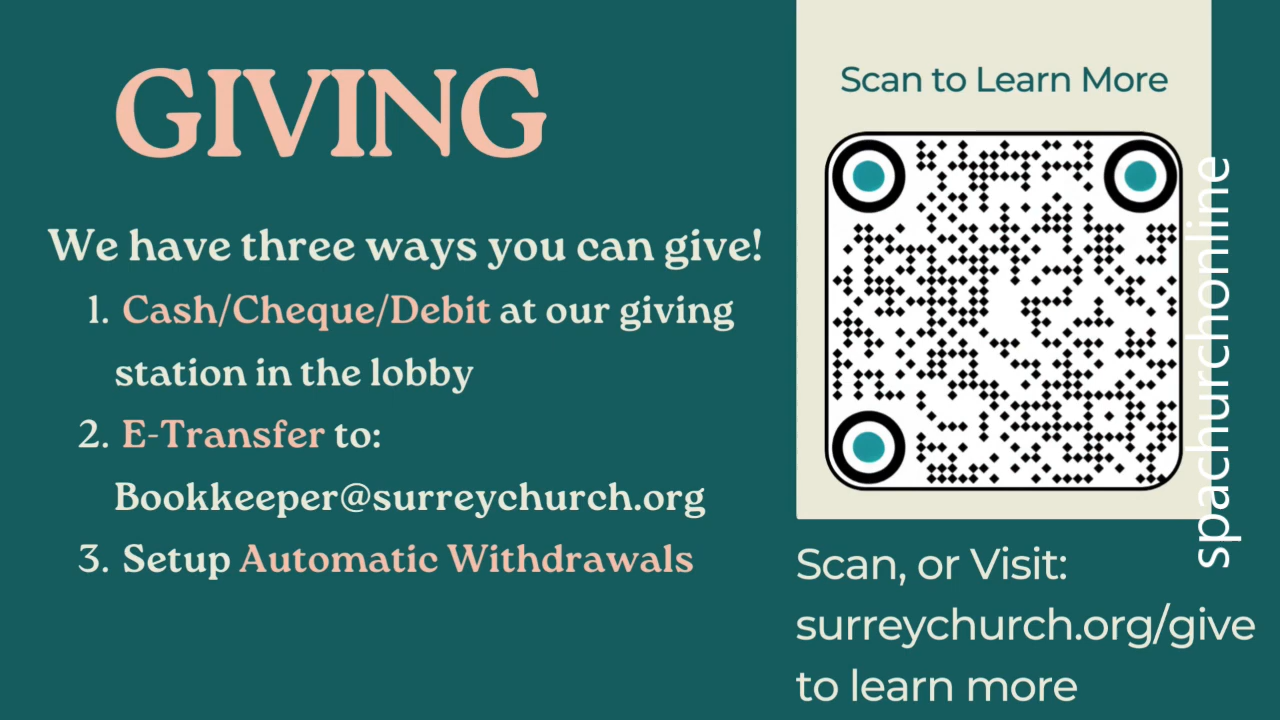 GIVING
We have three ways you can give!
1. Cash/Cheque/Debit at our giving
station in the lobby
2. E-Transfer to:
Bookkeeper@surreychurch.org
3. Setup Automatic Withdrawals
Scan to Learn More
Scan, or Visit:
surreychurch.org/give
to learn more
spachurchonline